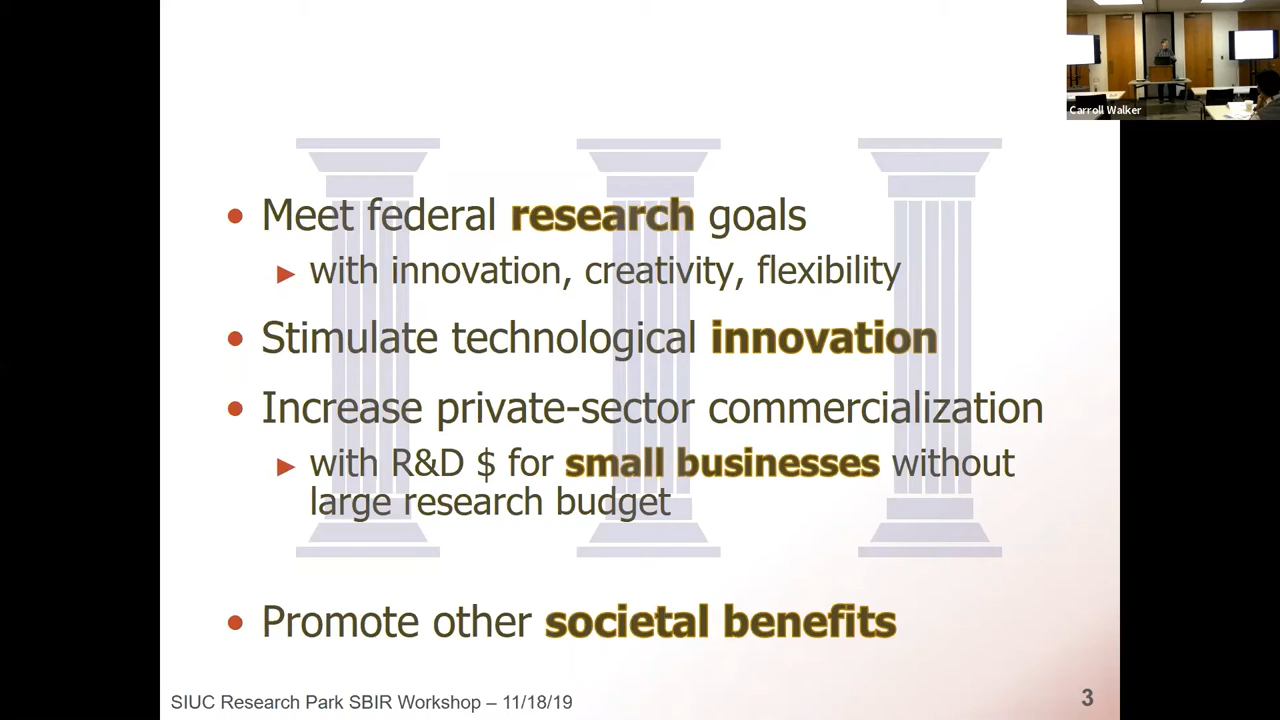 Carroll Walker
• Meet federal research goals
► with innovation, creativity, flexibility
• Stimulate technological innovation
• Increase private-sector commercialization
► with R&D $ for small businesses without
large research budget
• Promote other societal benefits
SIUC Research Park SBIR Workshop – 11/18/19
3